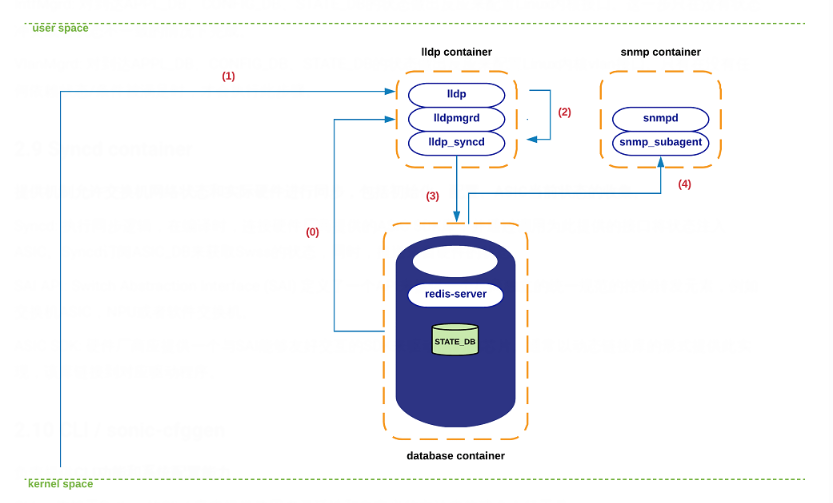 user space
lldp container
snmp container
(1)
lldp
(2)
lldpmgrd
snmpd
lldp_syncd
snmp_subagent
(3)
(4)
(0)
redis-server
STATE_DB
database container
kernel space